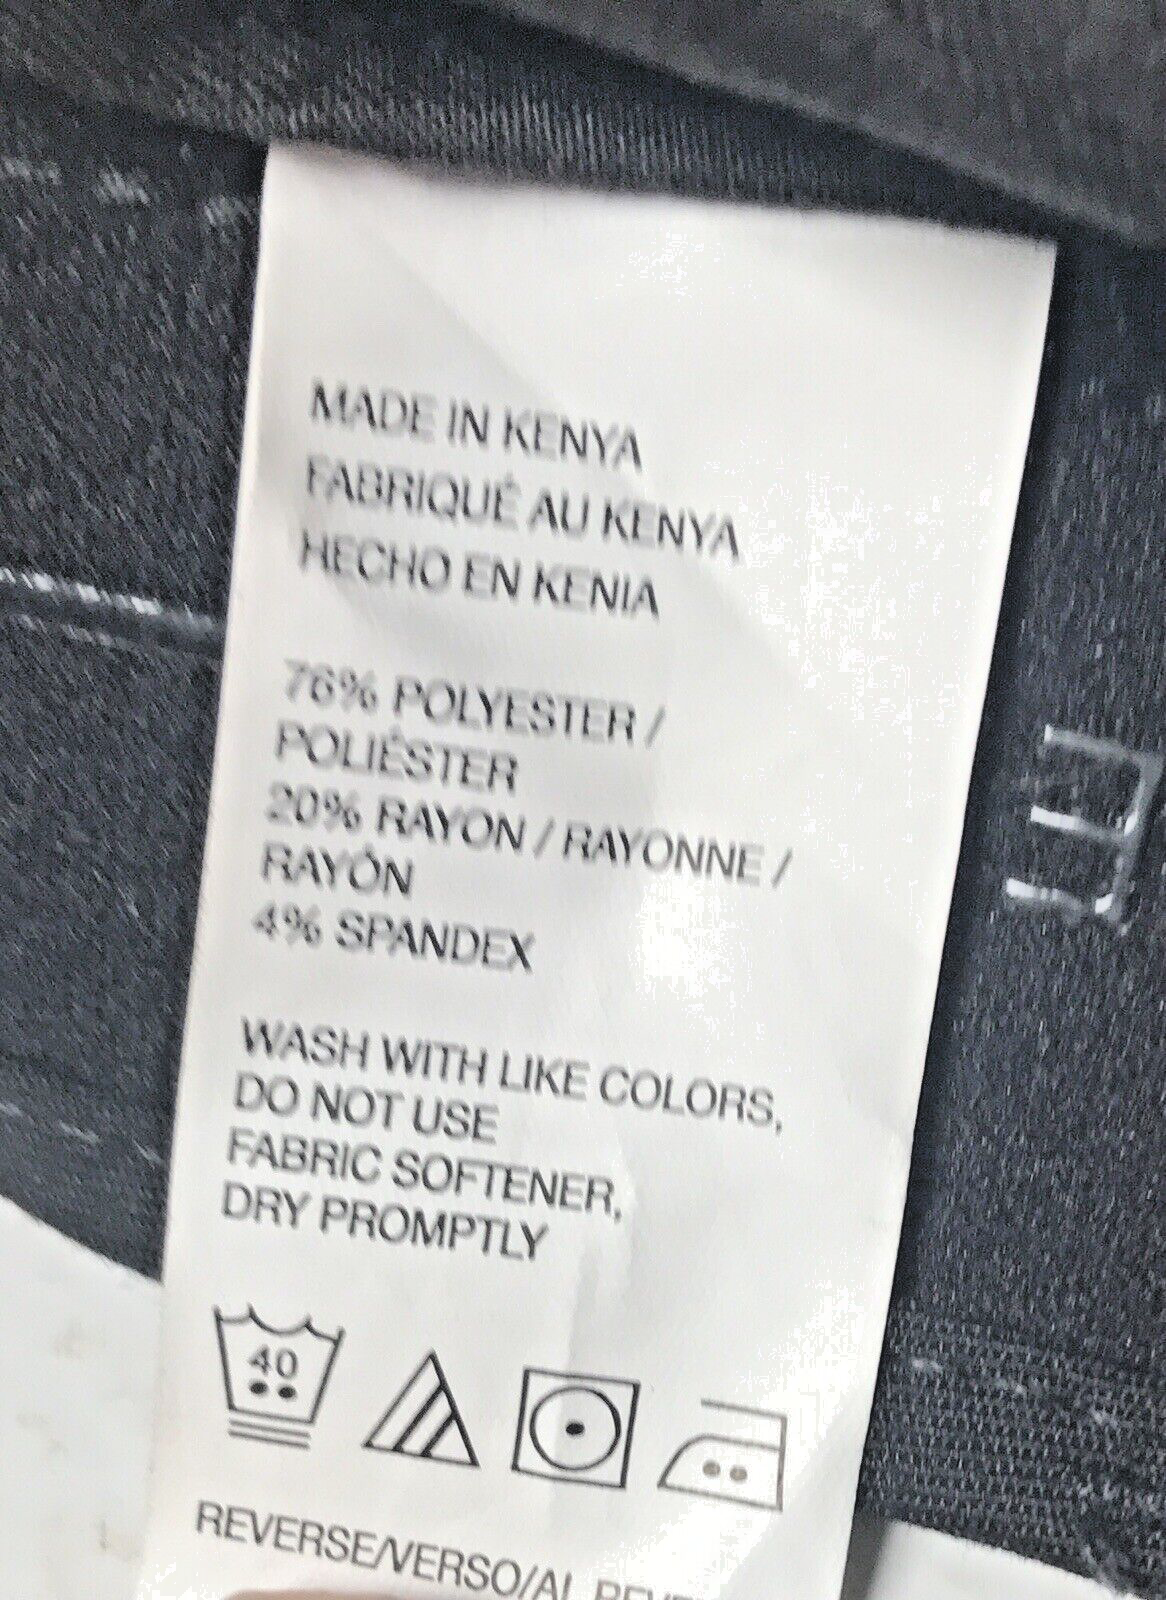 MADE IN KENYA
FABRIQUÉ AU KENYA
HECHO EN KENIA
76% POLYESTER /
POLIÉSTER
20% RAYON / RAYONNE /
RAYÓN
4% SPANDEX
WASH WITH LIKE COLORS,
DO NOT USE
FABRIC SOFTENER,
DRY PROMPTLY
40
REVERSE/VERSO/AL